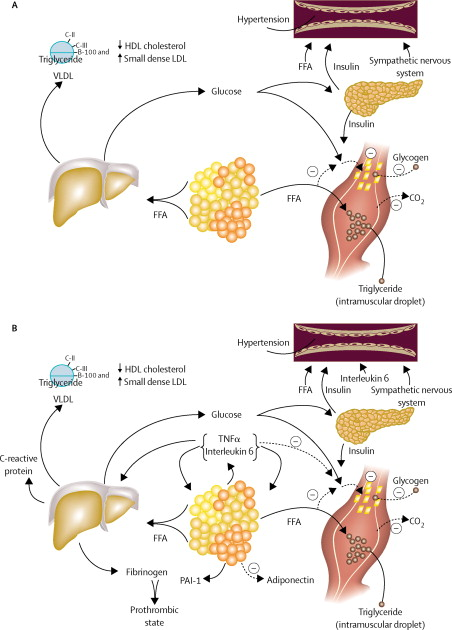 A
Hypertension
C-II
C-III
B-100 and
Triglyceride
VLDL
HDL cholesterol
Small dense LDL
FFA
Insulin
Sympathetic nervous
system
Glucose
Insulin
Glycogen
CO2
FFA
FFA
Triglyceride
(intramuscular droplet)
B
Hypertension
C-II
C-III
B-100 and
Triglyceride
VLDL
HDL cholesterol
Small dense LDL
FFA
Insulin
Interleukin 6
Sympathetic nervous
system
Glucose
TNFα
Interleukin 6
Insulin
C-reactive
protein
Glycogen
CO2
FFA
FFA
Fibrinogen
PAI-1
Adiponectin
Prothrombic
state
Triglyceride
(intramuscular droplet)